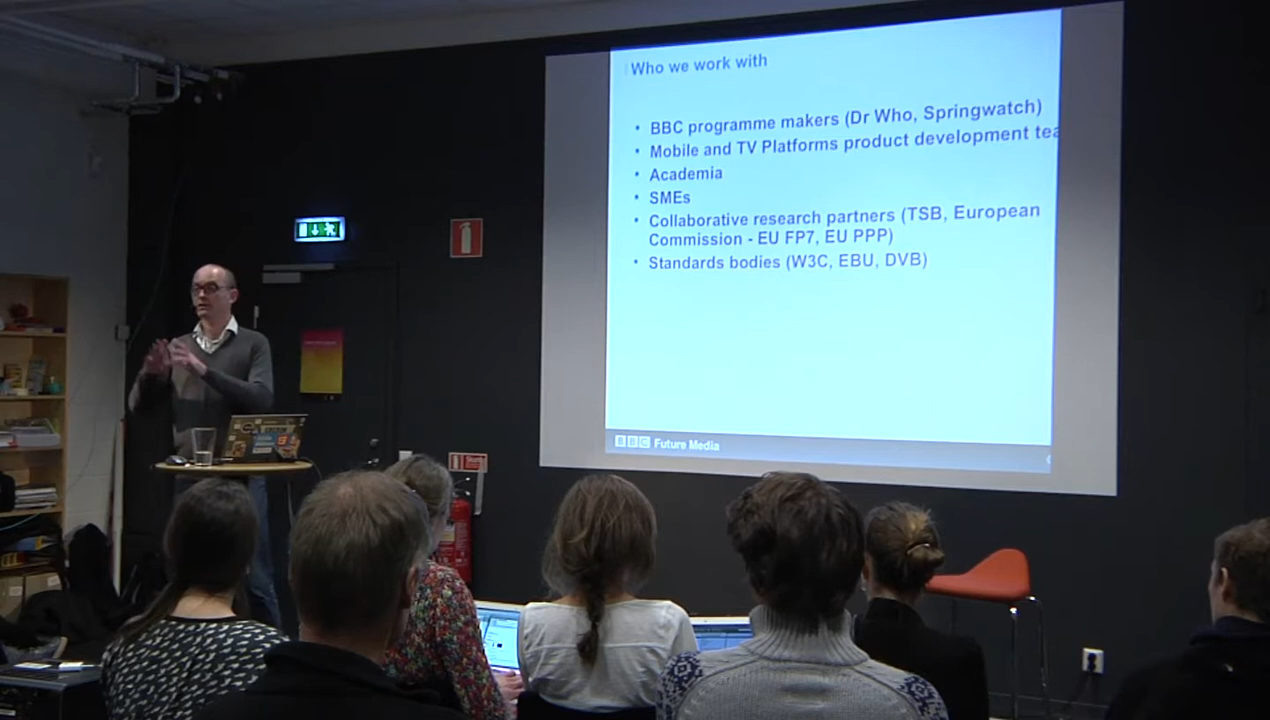 Who we work with
• BBC programme makers (Dr Who, Springwatch)
• Mobile and TV Platforms product development tea
• Academia
• SMEs
• Collaborative research partners (TSB, European
Commission - EU FP7, EU PPP)
• Standards bodies (W3C, EBU, DVB)
BBC Future Media